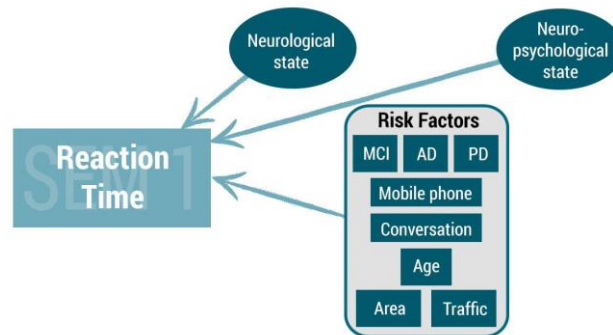 Neurological
state
Neuro-
psychological
state
SEM 1
Reaction
Time
Risk Factors
MCI AD PD
Mobile phone
Conversation
Age
Area Traffic